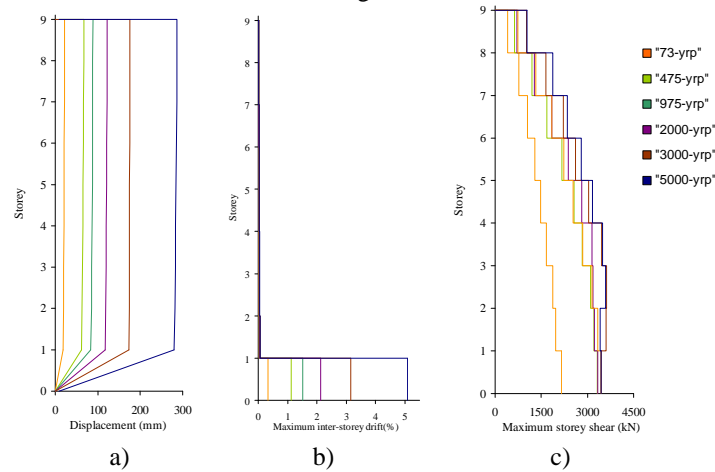 9
8
7
6
5
4
3
2
1
0
Storey
0 100 200 300
Displacement (mm)
a)
9
8
7
6
5
4
3
2
1
0
Storey
0 1 2 3 4 5
Maximum inter-storey drift(%)
b)
9
8
7
6
5
4
3
2
1
0
Storey
0 1500 3000 4500
Maximum storey shear (kN)
c)
"73-yrp"
"475-yrp"
"975-yrp"
"2000-yrp"
"3000-yrp"
"5000-yrp"